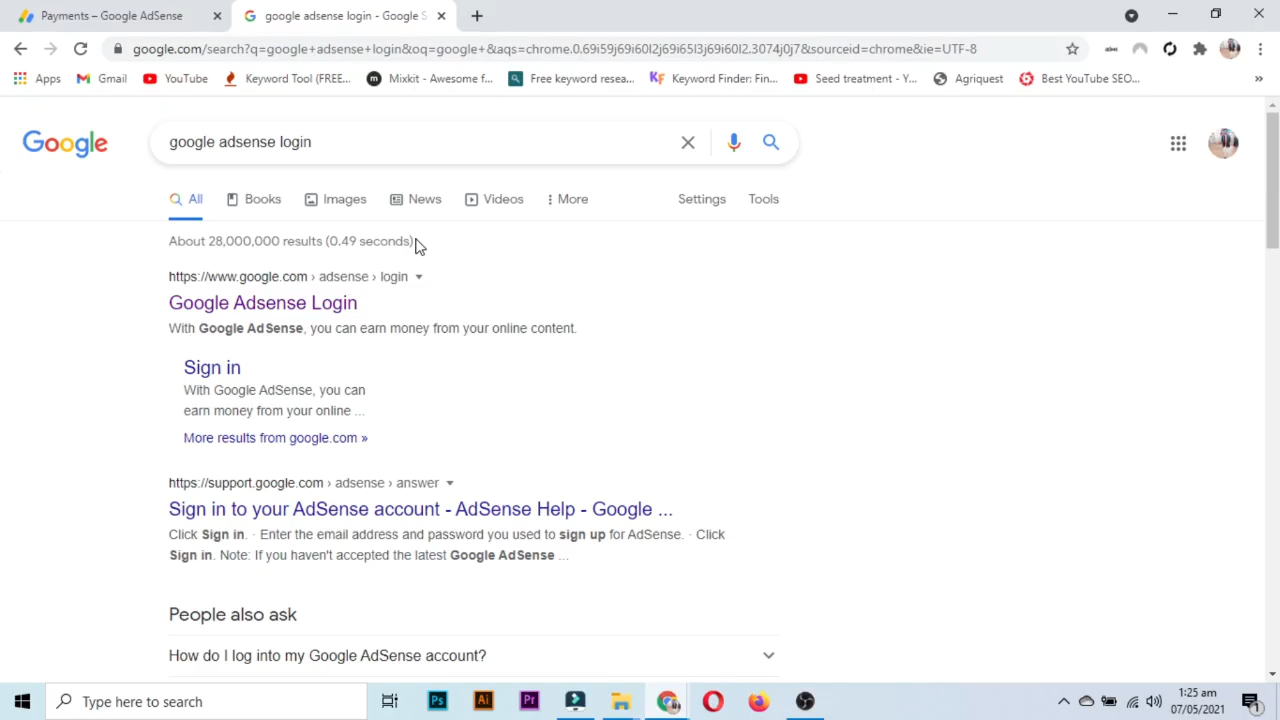 Payments – Google AdSense
google adsense login - Google S
google.com/search?q=google+adsense+login&oq=google+&aqs=chrome.0.69i59j69i60l2j69i65l3j69i60l2.3074j0j7&sourceid=chrome&ie=UTF-8
Apps
Gmail
YouTube
Keyword Tool (FREE...
Mixkit - Awesome f...
Free keyword resea...
Keyword Finder: Fin...
Seed treatment - Y...
Agriquest
Best YouTube SEO...
»
Google
google adsense login
All
Books
Images
News
Videos
More
Settings
Tools
About 28,000,000 results (0.49 seconds)
https://www.google.com › adsense › login
Google Adsense Login
With Google AdSense, you can earn money from your online content.
Sign in
With Google AdSense, you can
earn money from your online ...
More results from google.com »
https://support.google.com › adsense › answer
Sign in to your AdSense account - AdSense Help - Google ...
Click Sign in. · Enter the email address and password you used to sign up for AdSense. · Click
Sign in. Note: If you haven't accepted the latest Google AdSense ...
People also ask
How do I log into my Google AdSense account?
Type here to search
Ps
Ai
Pr
1:25 am
07/05/2021
1